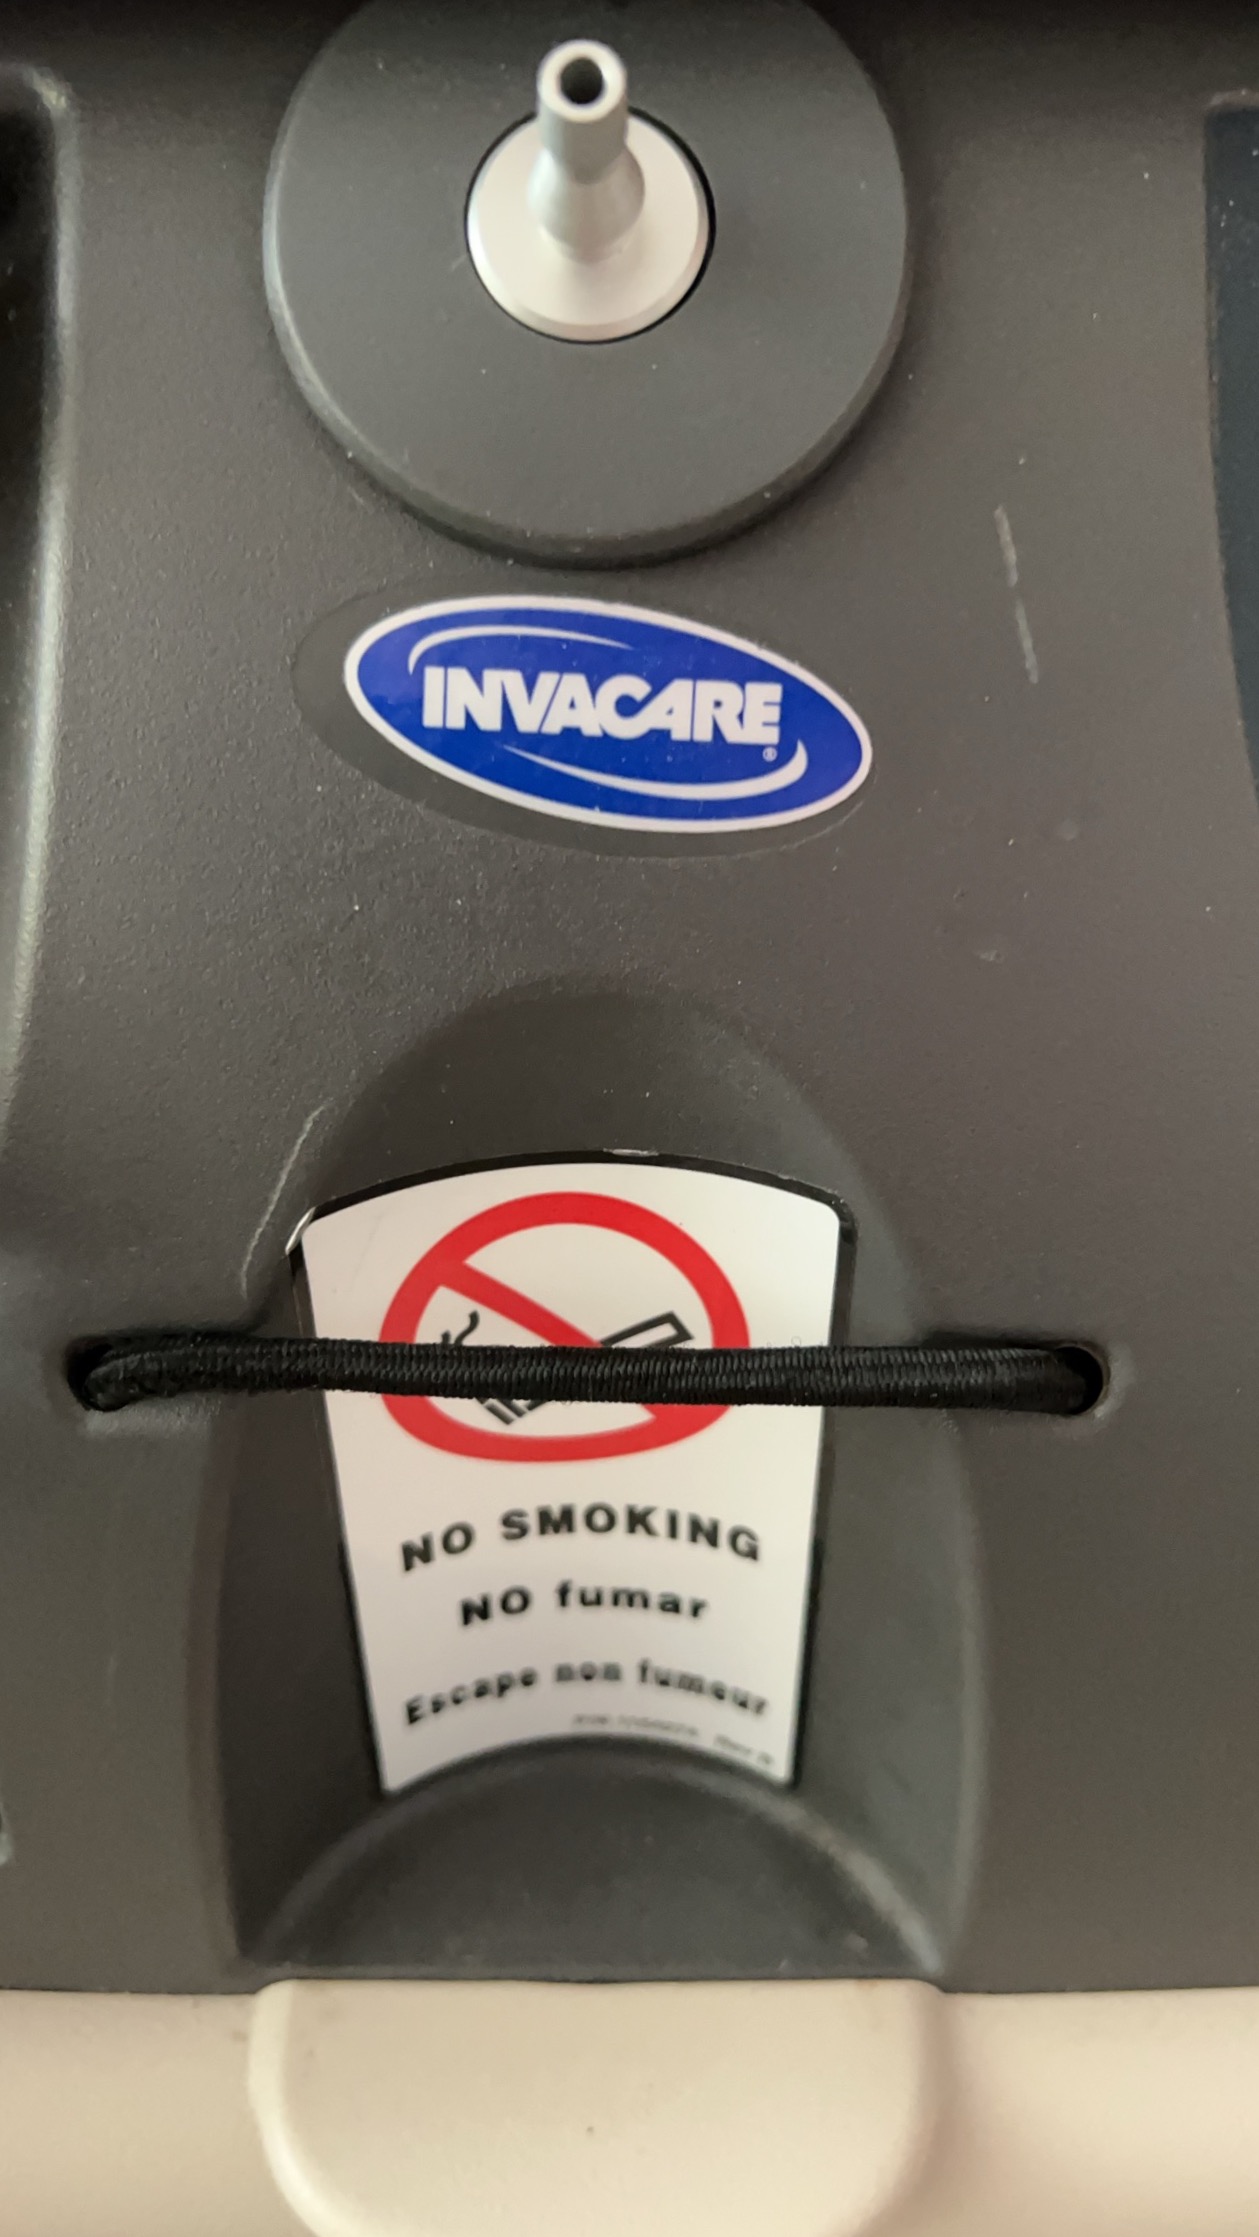 INVACARE®
NO SMOKING
NO fumar
Escape non fumeur